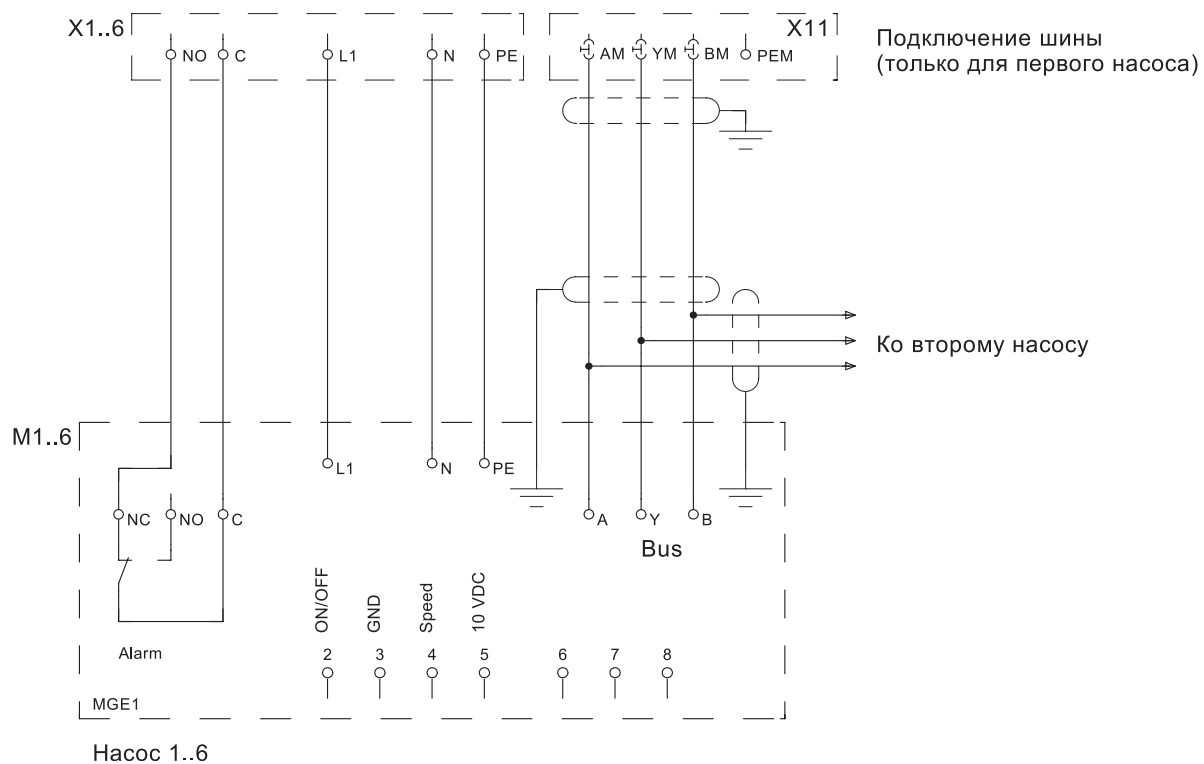 X1..6
NO C L1 N PE
X11
AM YM BM PEM
Подключение шины
(только для первого насоса)
Ко второму насосу
M1..6
L1 N PE
NC NO C
A Y B
Bus
ON/OFF GND Speed 10 VDC
2 3 4 5 6 7 8
Alarm
MGE1
Насос 1..6